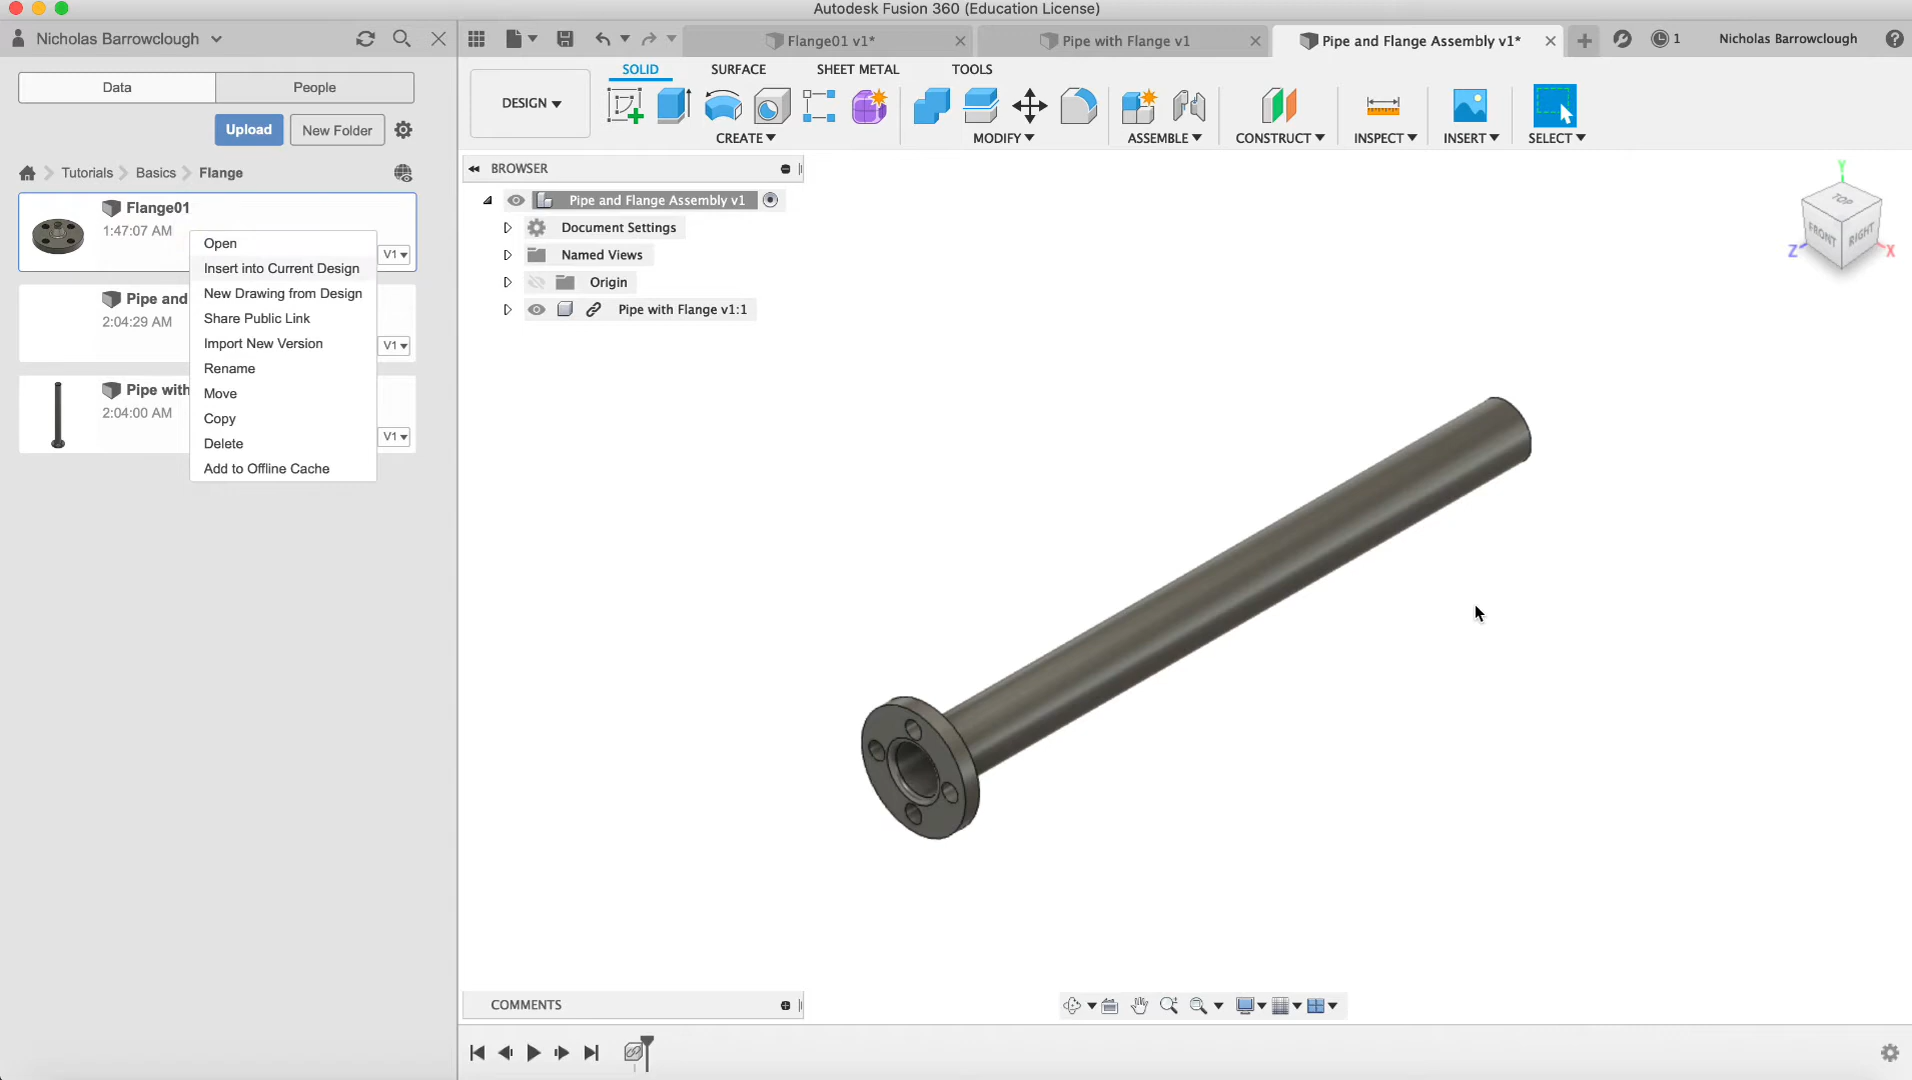 Autodesk Fusion 360 (Education License)
Nicholas Barrowclough
Flange01 v1*
Pipe with Flange v1
Pipe and Flange Assembly v1*
1
Nicholas Barrowclough
Data
People
SOLID
SURFACE
SHEET METAL
TOOLS
DESIGN
Upload
New Folder
CREATE
MODIFY
ASSEMBLE
CONSTRUCT
INSPECT
INSERT
SELECT
Tutorials
Basics
Flange
BROWSER
Flange01
1:47:07 AM
V1
Pipe and
2:04:29 AM
V1
Pipe with
2:04:00 AM
V1
Open
Insert into Current Design
New Drawing from Design
Share Public Link
Import New Version
Rename
Move
Copy
Delete
Add to Offline Cache
Pipe and Flange Assembly v1
Document Settings
Named Views
Origin
Pipe with Flange v1:1
Y
TOP
FRONT
RIGHT
Z
X
COMMENTS